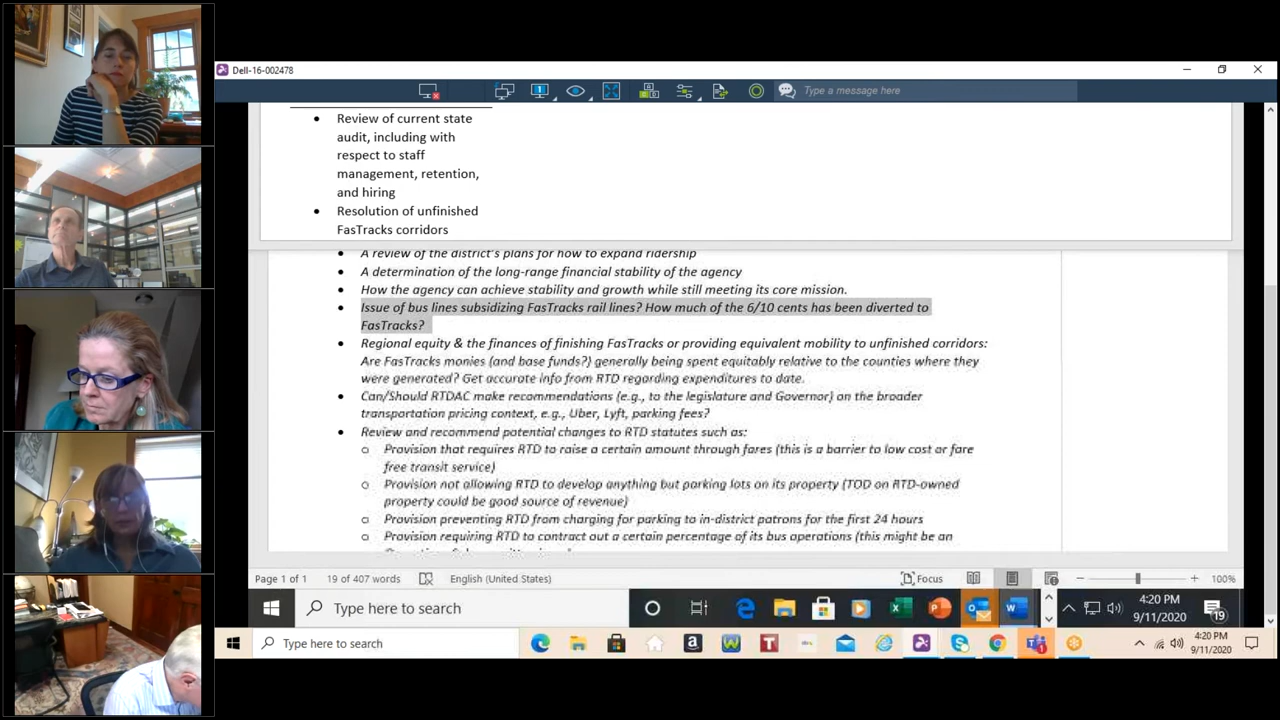 Dell-16-002478
1
Type a message here
• Review of current state
audit, including with
respect to staff
management, retention,
and hiring
• Resolution of unfinished
FasTracks corridors
• A review of the district's plans for how to expand ridership
• A determination of the long-range financial stability of the agency
• How the agency can achieve stability and growth while still meeting its core mission.
• Issue of bus lines subsidizing FasTracks rail lines? How much of the 6/10 cents has been diverted to
FasTracks?
• Regional equity & the finances of finishing FasTracks or providing equivalent mobility to unfinished corridors:
Are FasTracks monies (and base funds?) generally being spent equitably relative to the counties where they
were generated? Get accurate info from RTD regarding expenditures to date.
• Can/Should RTDAC make recommendations (e.g., to the legislature and Governor) on the broader
transportation pricing context, e.g., Uber, Lyft, parking fees?
• Review and recommend potential changes to RTD statutes such as:
o Provision that requires RTD to raise a certain amount through fares (this is a barrier to low cost or fare
free transit service)
o Provision not allowing RTD to develop anything but parking lots on its property (TOD on RTD-owned
property could be good source of revenue)
o Provision preventing RTD from charging for parking to in-district patrons for the first 24 hours
o Provision requiring RTD to contract out a certain percentage of its bus operations (this might be an
Page 1 of 1 19 of 407 words English (United States) Focus 100%
Type here to search 4:20 PM
9/11/2020 19
Type here to search 4:20 PM
9/11/2020